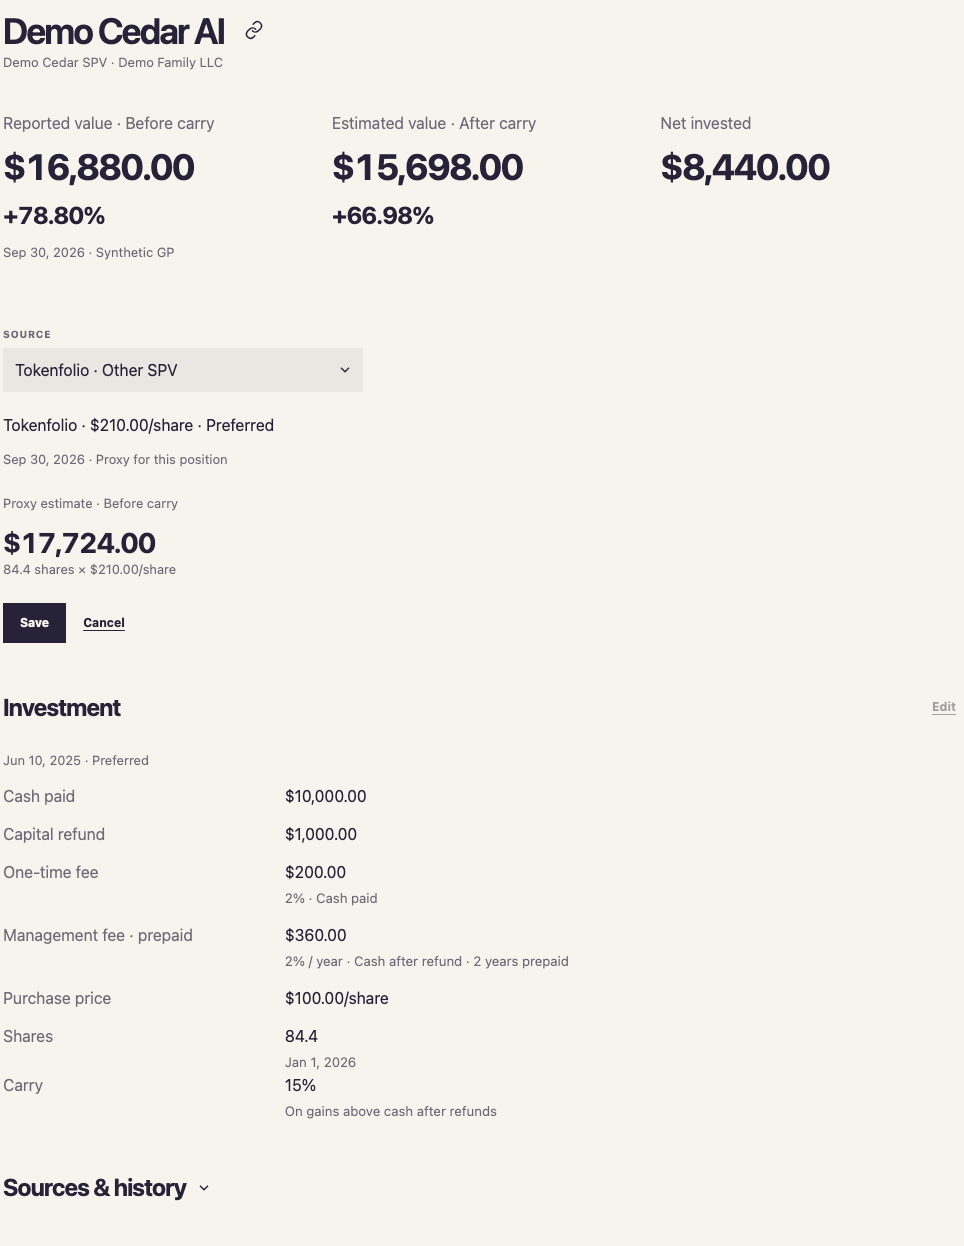 Demo Cedar AI
Demo Cedar SPV · Demo Family LLC
Reported value · Before carry
$16,880.00
+78.80%
Sep 30, 2026 · Synthetic GP
Estimated value · After carry
$15,698.00
+66.98%
Net invested
$8,440.00
SOURCE
Tokenfolio · Other SPV
Tokenfolio · $210.00/share · Preferred
Sep 30, 2026 · Proxy for this position
Proxy estimate · Before carry
$17,724.00
84.4 shares × $210.00/share
Save Cancel
Investment Edit
Jun 10, 2025 · Preferred
Cash paid $10,000.00
Capital refund $1,000.00
One-time fee $200.00
2% · Cash paid
Management fee · prepaid $360.00
2% / year · Cash after refund · 2 years prepaid
Purchase price $100.00/share
Shares 84.4
Jan 1, 2026
Carry 15%
On gains above cash after refunds
Sources & history